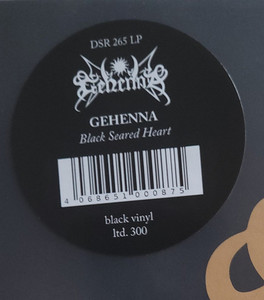 DSR 265 LP
Gehenna
GEHENNA
Black Seared Heart
4 068651 000875
black vinyl
ltd. 300